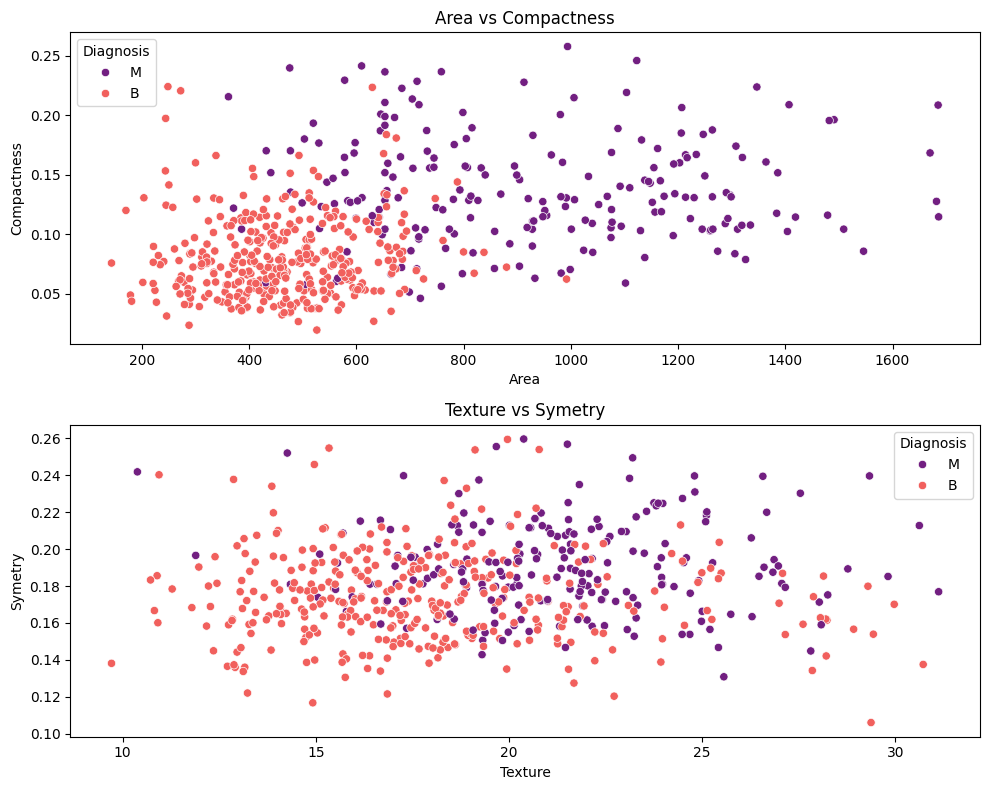 Area vs Compactness
Diagnosis
M
B
0.25
0.20
0.15
0.10
0.05
Compactness
200 400 600 800 1000 1200 1400 1600
Area
Texture vs Symetry
Diagnosis
M
B
0.26
0.24
0.22
0.20
0.18
0.16
0.14
0.12
0.10
Symetry
10 15 20 25 30
Texture